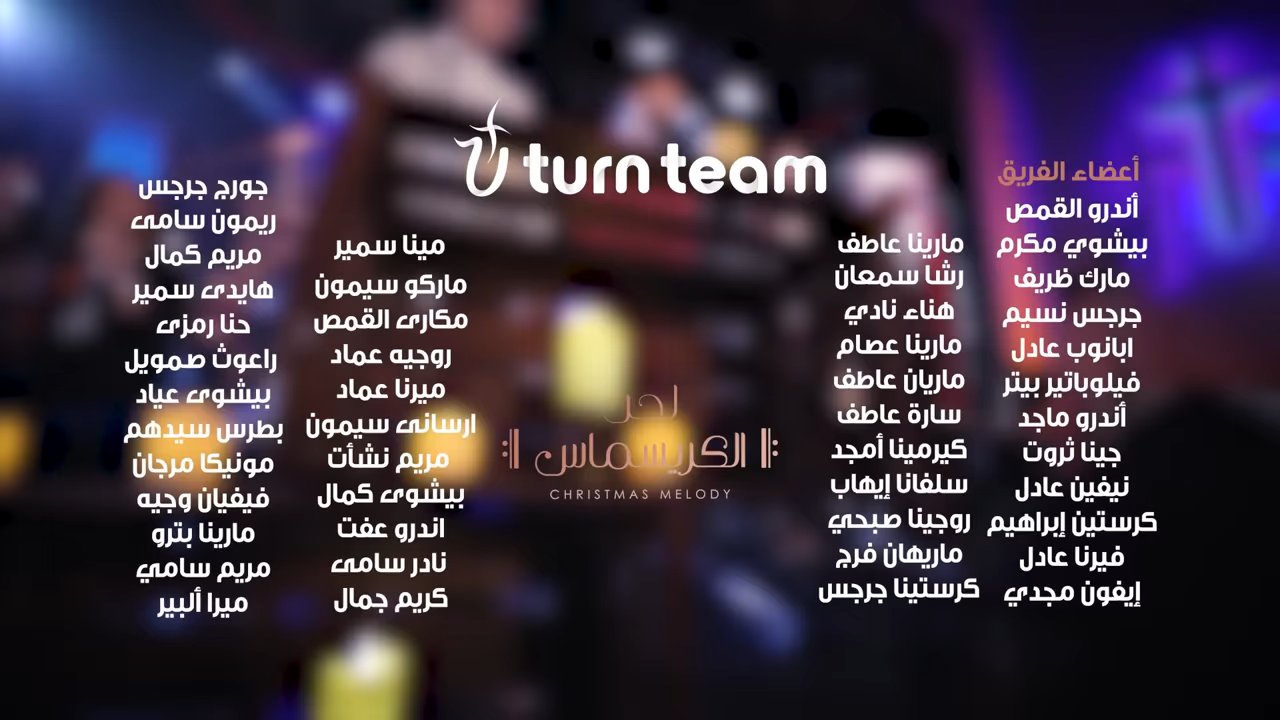 turn team
أعضاء الفريق
أندرو القمص
بيشوي مكرم
مارك ظريف
جرجس نسيم
ابانوب عادل
فيلوباتير بيتر
أندرو ماجد
جينا ثروت
نيفين عادل
كرستين إبراهيم
فيرنا عادل
إيفون مجدي
مارينا عاطف
رشا سمعان
هناء نادي
مارينا عصام
ماريان عاطف
سارة عاطف
كيرمينا أمجد
سلفانا إيهاب
روجينا صبحي
ماريهان فرج
كرستينا جرجس
لحن
الكريسماس
CHRISTMAS MELODY
مينا سمير
ماركو سيمون
مكارى القمص
روجيه عماد
ميرنا عماد
ارسانى سيمون
مريم نشأت
بيشوى كمال
اندرو عفت
نادر سامى
كريم جمال
جورج جرجس
ريمون سامى
مريم كمال
هايدى سمير
حنا رمزى
راعوث صمويل
بيشوى عياد
بطرس سيدهم
مونيكا مرجان
فيفيان وجيه
مارينا بترو
مريم سامي
ميرا ألبير